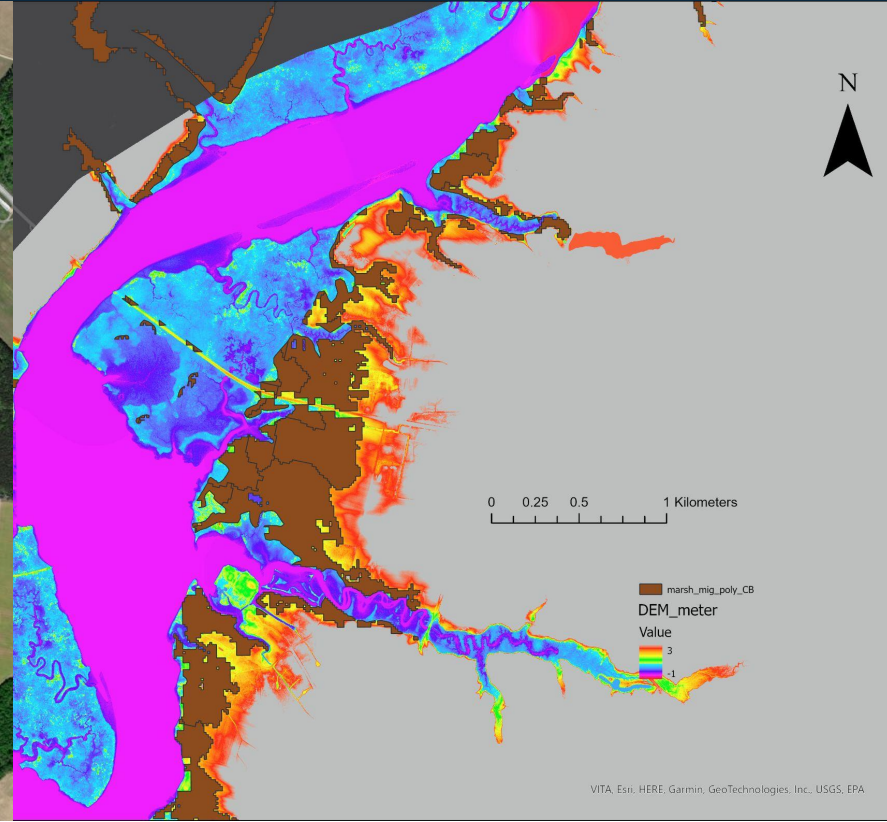 N
0 0.25 0.5 1 Kilometers
marsh_mig_poly_CB
DEM_meter
Value
3
-1
VITA, Esri, HERE, Garmin, GeoTechnologies, Inc., USGS, EPA